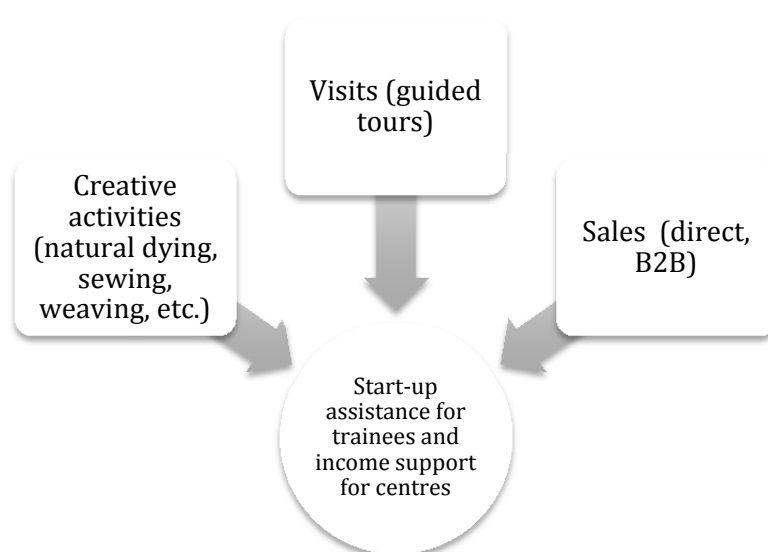 Visits (guided
tours)
Creative
activities
(natural dying,
sewing,
weaving, etc.)
Sales  (direct,
B2B)
Start-up
assistance for
trainees and
income support
for centres